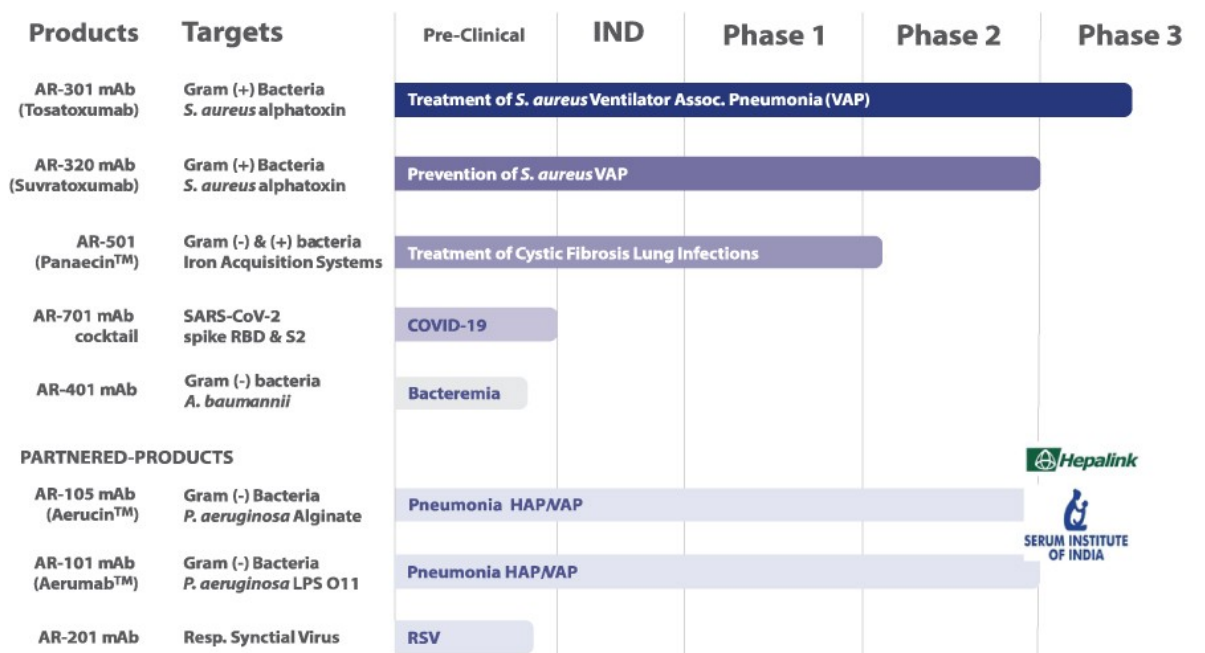 Products Targets Pre-Clinical IND Phase 1 Phase 2 Phase 3
AR-301 mAb
(Tosatoxumab)
Gram (+) Bacteria
S. aureus alphatoxin
Treatment of S. aureus Ventilator Assoc. Pneumonia (VAP)
AR-320 mAb
(Suvratoxumab)
Gram (+) Bacteria
S. aureus alphatoxin
Prevention of S. aureus VAP
AR-501
(Panaecin™)
Gram (-) & (+) bacteria
Iron Acquisition Systems
Treatment of Cystic Fibrosis Lung Infections
AR-701 mAb
cocktail
SARS-CoV-2
spike RBD & S2
COVID-19
AR-401 mAb
Gram (-) bacteria
A. baumannii
Bacteremia
PARTNERED-PRODUCTS
Hepalink
AR-105 mAb
(Aerucin™)
Gram (-) Bacteria
P. aeruginosa Alginate
Pneumonia HAP/VAP
SERUM INSTITUTE
OF INDIA
AR-101 mAb
(Aerumab™)
Gram (-) Bacteria
P. aeruginosa LPS O11
Pneumonia HAP/VAP
AR-201 mAb
Resp. Synctial Virus
RSV